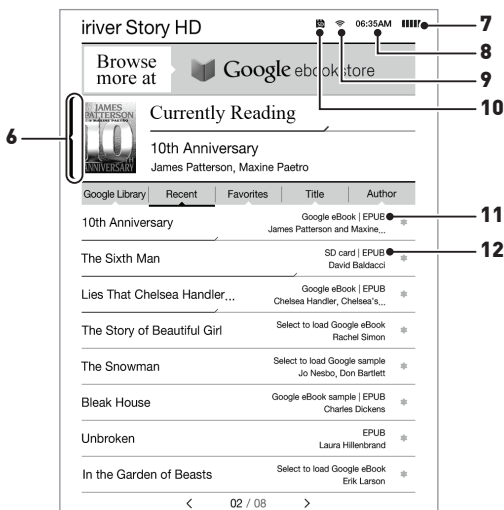 iriver Story HD
06:35AM
7
8
9
10
Browse
more at
Google ebookstore
6
JAMES
PATTERSON
& MAXINE PAETRO
10TH
ANNIVERSARY
Currently Reading
10th Anniversary
James Patterson, Maxine Paetro
Google Library
Recent
Favorites
Title
Author
10th Anniversary
Google eBook | EPUB
James Patterson and Maxine...
11
The Sixth Man
SD card | EPUB
David Baldacci
12
Lies That Chelsea Handler...
Google eBook | EPUB
Chelsea Handler, Chelsea's...
The Story of Beautiful Girl
Select to load Google eBook
Rachel Simon
The Snowman
Select to load Google sample
Jo Nesbo, Don Bartlett
Bleak House
Google eBook sample | EPUB
Charles Dickens
Unbroken
EPUB
Laura Hillenbrand
In the Garden of Beasts
Select to load Google eBook
Erik Larson
< 02 / 08 >